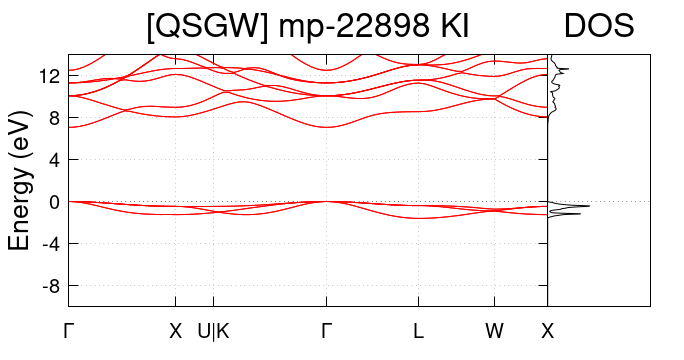 [QSGW] mp-22898 KI
DOS
Energy (eV)
12
8
4
0
-4
-8
Γ X U|K Γ L W X